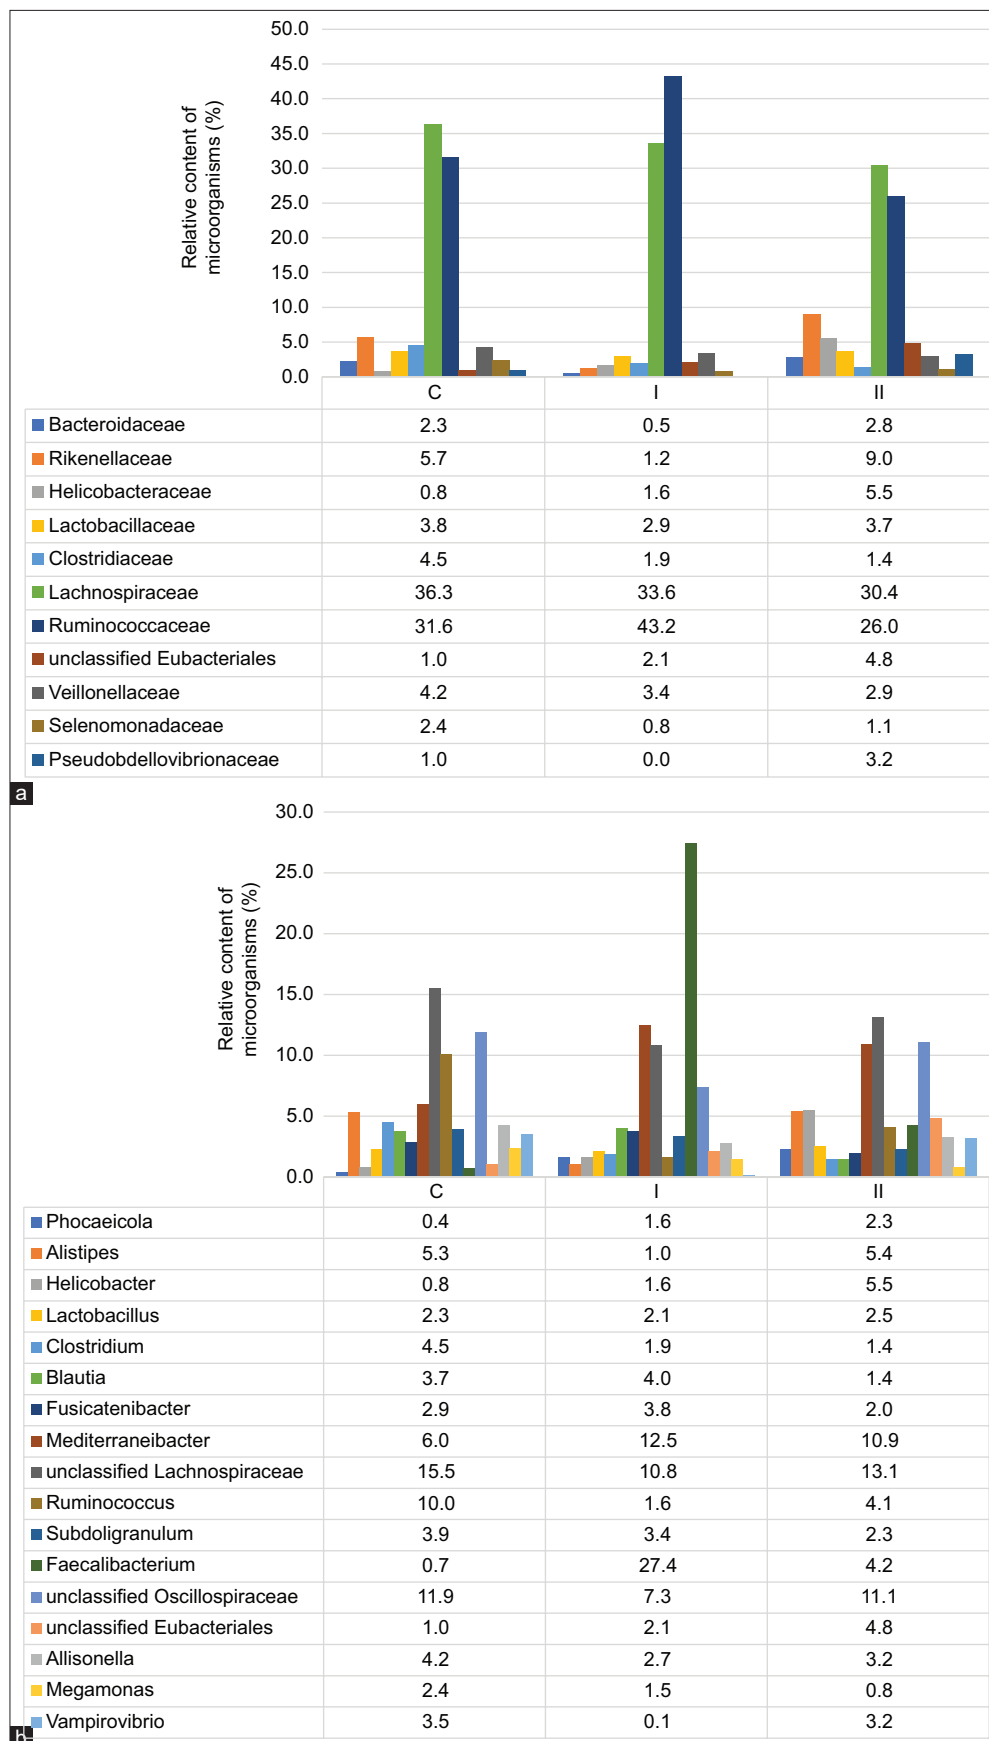 50.0
45.0
40.0
35.0
30.0
25.0
20.0
15.0
10.0
5.0
0.0
Relative content of
microorganisms (%)
C I II
Bacteroidaceae 2.3 0.5 2.8
Rikenellaceae 5.7 1.2 9.0
Helicobacteraceae 0.8 1.6 5.5
Lactobacillaceae 3.8 2.9 3.7
Clostridiaceae 4.5 1.9 1.4
Lachnospiraceae 36.3 33.6 30.4
Ruminococcaceae 31.6 43.2 26.0
unclassified Eubacteriales 1.0 2.1 4.8
Veillonellaceae 4.2 3.4 2.9
Selenomonadaceae 2.4 0.8 1.1
Pseudobdellovibrionaceae 1.0 0.0 3.2
a
30.0
25.0
20.0
15.0
10.0
5.0
0.0
Relative content of
microorganisms (%)
C I II
Phocaeicola 0.4 1.6 2.3
Alistipes 5.3 1.0 5.4
Helicobacter 0.8 1.6 5.5
Lactobacillus 2.3 2.1 2.5
Clostridium 4.5 1.9 1.4
Blautia 3.7 4.0 1.4
Fusicatenibacter 2.9 3.8 2.0
Mediterraneibacter 6.0 12.5 10.9
unclassified Lachnospiraceae 15.5 10.8 13.1
Ruminococcus 10.0 1.6 4.1
Subdoligranulum 3.9 3.4 2.3
Faecalibacterium 0.7 27.4 4.2
unclassified Oscillospiraceae 11.9 7.3 11.1
unclassified Eubacteriales 1.0 2.1 4.8
Allisonella 4.2 2.7 3.2
Megamonas 2.4 1.5 0.8
Vampirovibrio 3.5 0.1 3.2
b